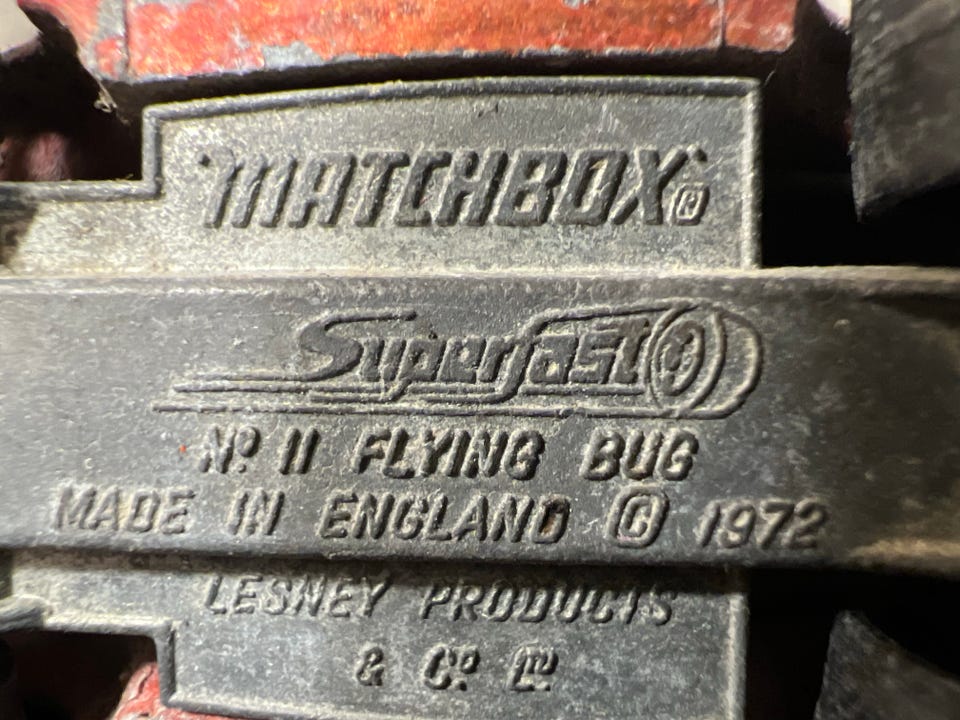 "MATCHBOX" ®
Superfast
Nº 11 FLYING BUG
MADE IN ENGLAND © 1972
LESNEY PRODUCTS
& Cº LTD